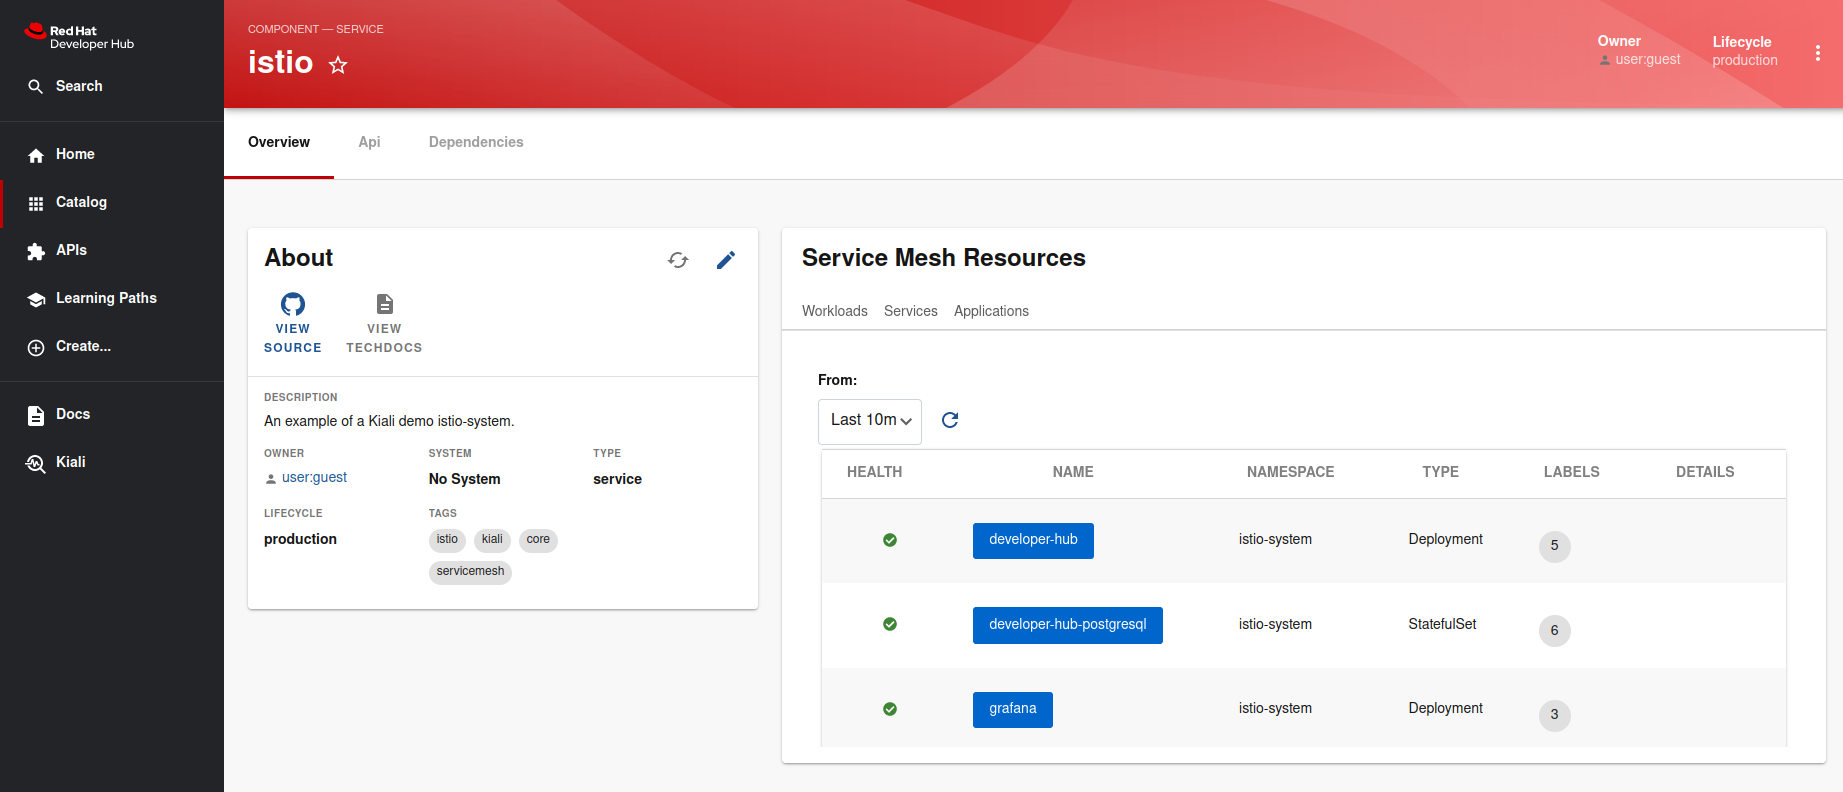 Red Hat
Developer Hub
Search
Home
Catalog
APIs
Learning Paths
Create...
Docs
Kiali
COMPONENT — SERVICE
istio
Owner
user:guest
Lifecycle
production
Overview Api Dependencies
About
VIEW SOURCE
VIEW TECHDOCS
DESCRIPTION
An example of a Kiali demo istio-system.
OWNER SYSTEM TYPE
user:guest No System service
LIFECYCLE TAGS
production istio kiali core
servicemesh
Service Mesh Resources
Workloads Services Applications
From:
Last 10m
HEALTH NAME NAMESPACE TYPE LABELS DETAILS
developer-hub istio-system Deployment 5
developer-hub-postgresql istio-system StatefulSet 6
grafana istio-system Deployment 3